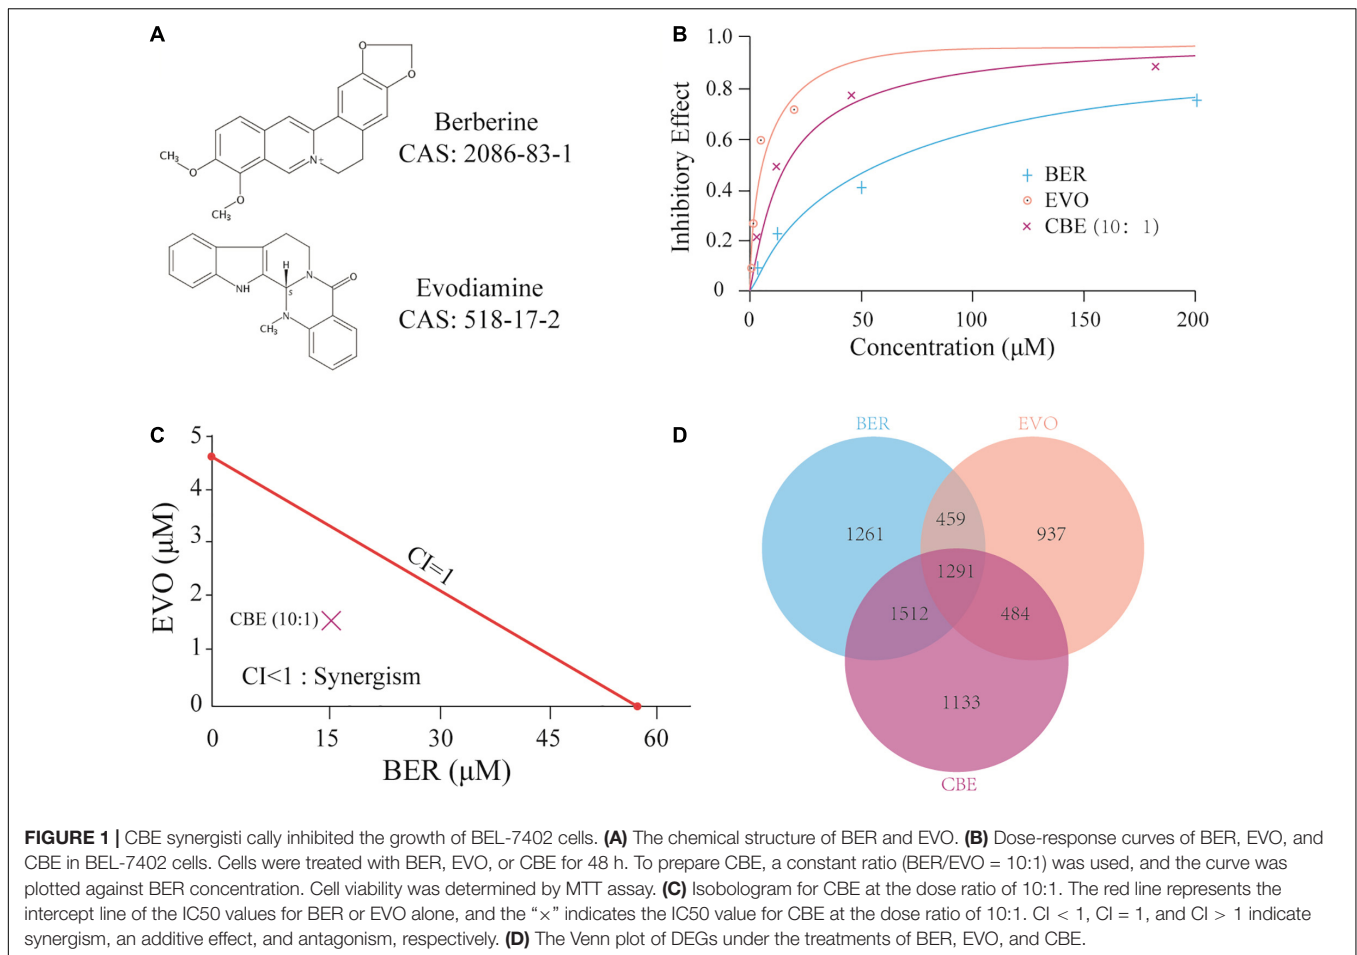 A
O
O
CH₃
O
N⁺
O
CH₃
Berberine
CAS: 2086-83-1
H
N
O
NH
S
N
CH₃
Evodiamine
CAS: 518-17-2
B
1.0
0.8
0.6
0.4
0.2
0
Inhibitory Effect
BER
EVO
CBE (10: 1)
0
50
100
150
200
Concentration (μM)
C
5
4
3
2
1
0
EVO (μM)
CI=1
CBE (10:1)
CI<1 : Synergism
0
15
30
45
60
BER (μM)
D
BER
EVO
459
1261
937
1291
1512
484
1133
CBE
FIGURE 1 | CBE synergisti cally inhibited the growth of BEL-7402 cells. (A) The chemical structure of BER and EVO. (B) Dose-response curves of BER, EVO, and
CBE in BEL-7402 cells. Cells were treated with BER, EVO, or CBE for 48 h. To prepare CBE, a constant ratio (BER/EVO = 10:1) was used, and the curve was
plotted against BER concentration. Cell viability was determined by MTT assay. (C) Isobologram for CBE at the dose ratio of 10:1. The red line represents the
intercept line of the IC50 values for BER or EVO alone, and the “×” indicates the IC50 value for CBE at the dose ratio of 10:1. CI < 1, CI = 1, and CI > 1 indicate
synergism, an additive effect, and antagonism, respectively. (D) The Venn plot of DEGs under the treatments of BER, EVO, and CBE.